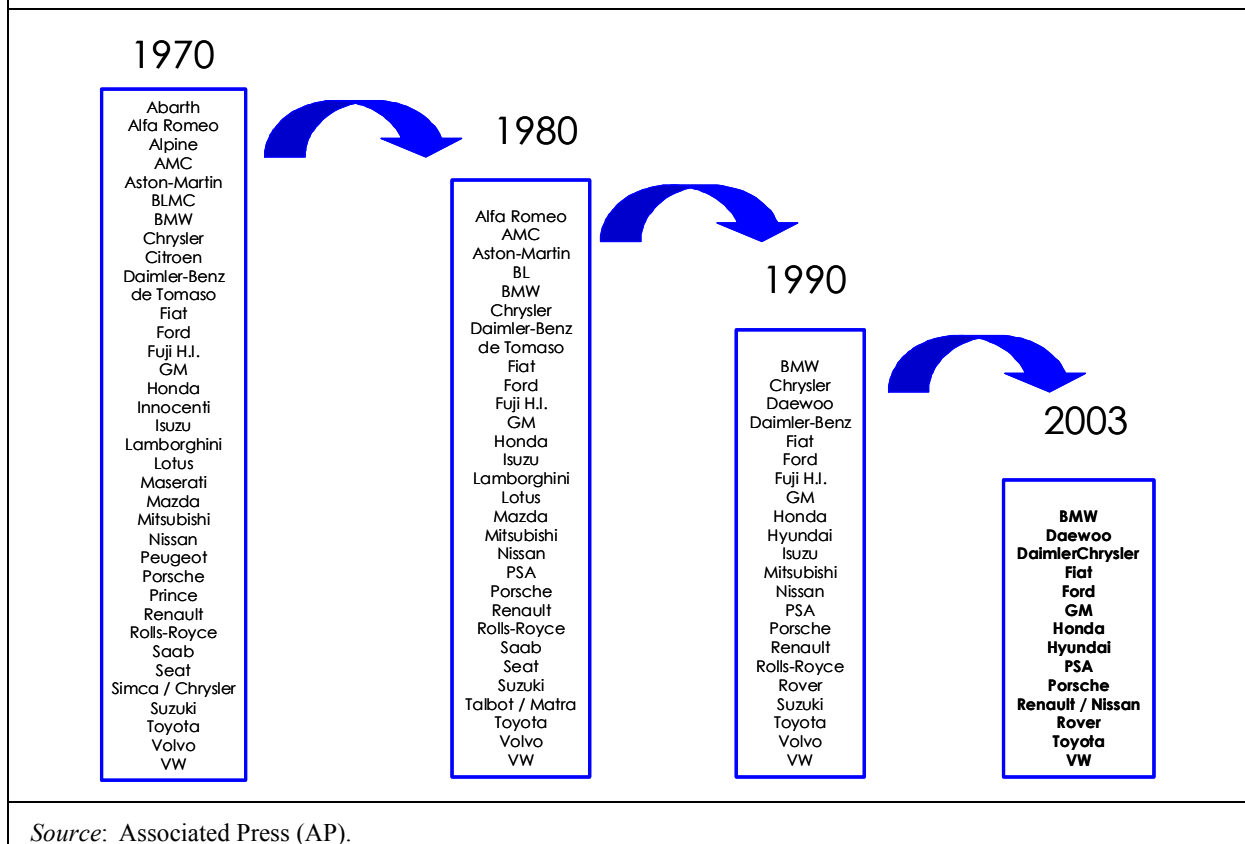 1970
Abarth
Alfa Romeo
Alpine
AMC
Aston-Martin
BLMC
BMW
Chrysler
Citroen
Daimler-Benz
de Tomaso
Fiat
Ford
Fuji H.I.
GM
Honda
Innocenti
Isuzu
Lamborghini
Lotus
Maserati
Mazda
Mitsubishi
Nissan
Peugeot
Porsche
Prince
Renault
Rolls-Royce
Saab
Seat
Simca / Chrysler
Suzuki
Toyota
Volvo
VW
1980
Alfa Romeo
AMC
Aston-Martin
BL
BMW
Chrysler
Daimler-Benz
de Tomaso
Fiat
Ford
Fuji H.I.
GM
Honda
Isuzu
Lamborghini
Lotus
Mazda
Mitsubishi
Nissan
PSA
Porsche
Renault
Rolls-Royce
Saab
Seat
Suzuki
Talbot / Matra
Toyota
Volvo
VW
1990
BMW
Chrysler
Daewoo
Daimler-Benz
Fiat
Ford
Fuji H.I.
GM
Honda
Hyundai
Isuzu
Mitsubishi
Nissan
PSA
Porsche
Renault
Rolls-Royce
Rover
Suzuki
Toyota
Volvo
VW
2003
BMW
Daewoo
DaimlerChrysler
Fiat
Ford
GM
Honda
Hyundai
PSA
Porsche
Renault / Nissan
Rover
Toyota
VW
Source: Associated Press (AP).